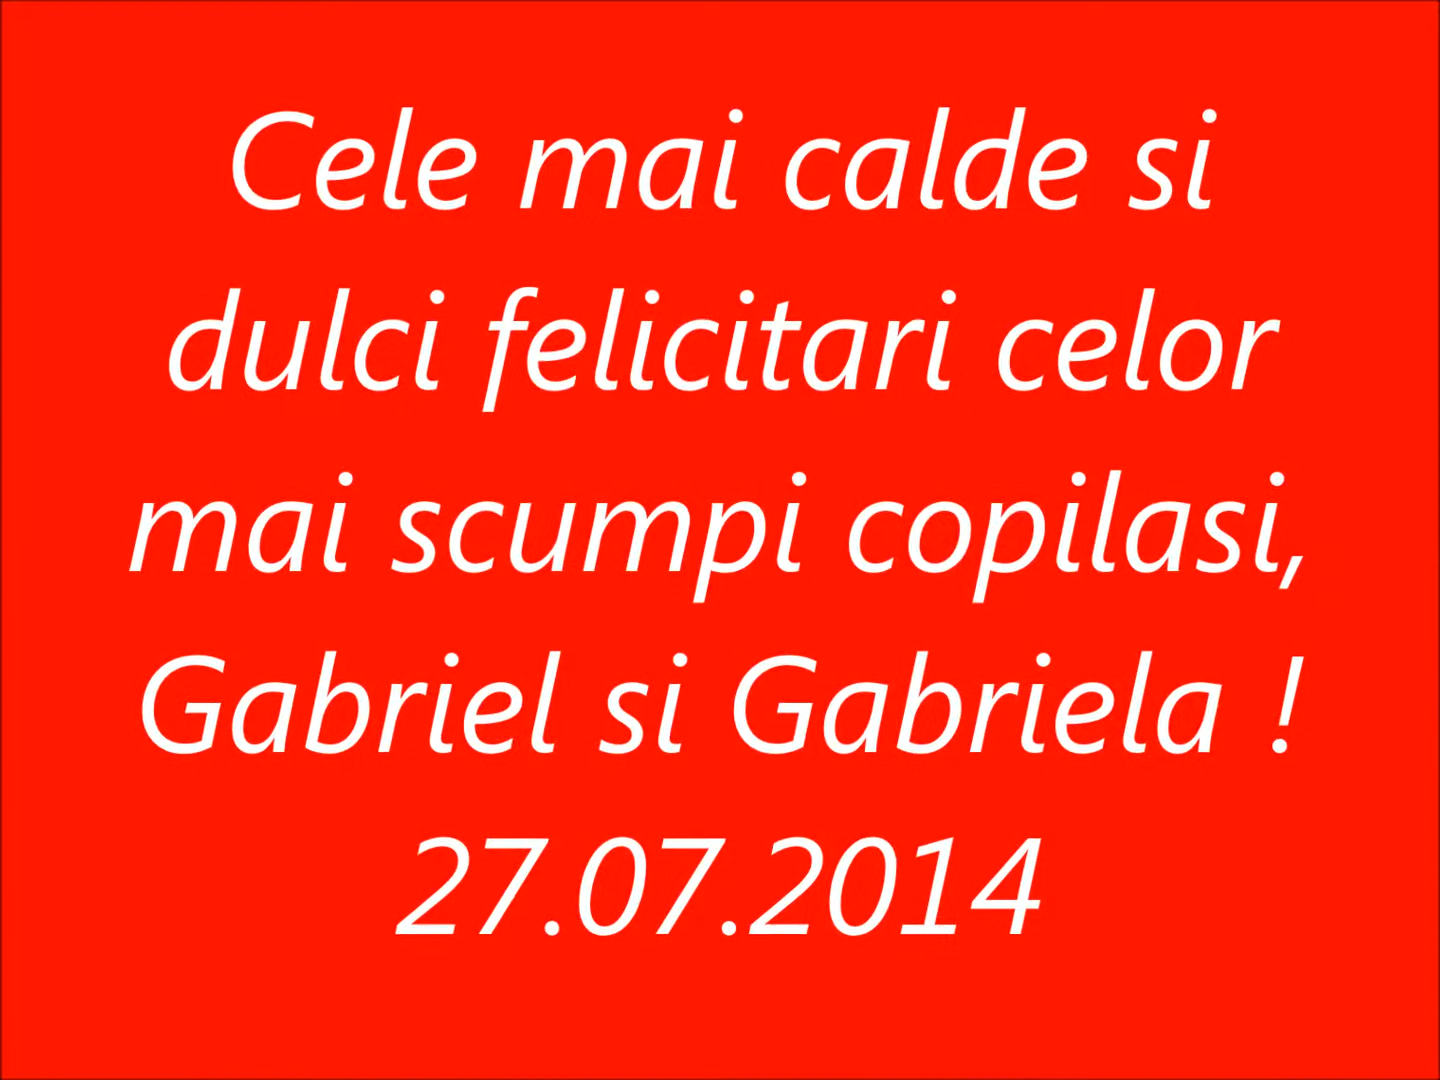 Cele mai calde si
dulci felicitari celor
mai scumpi copilasi,
Gabriel si Gabriela !
27.07.2014